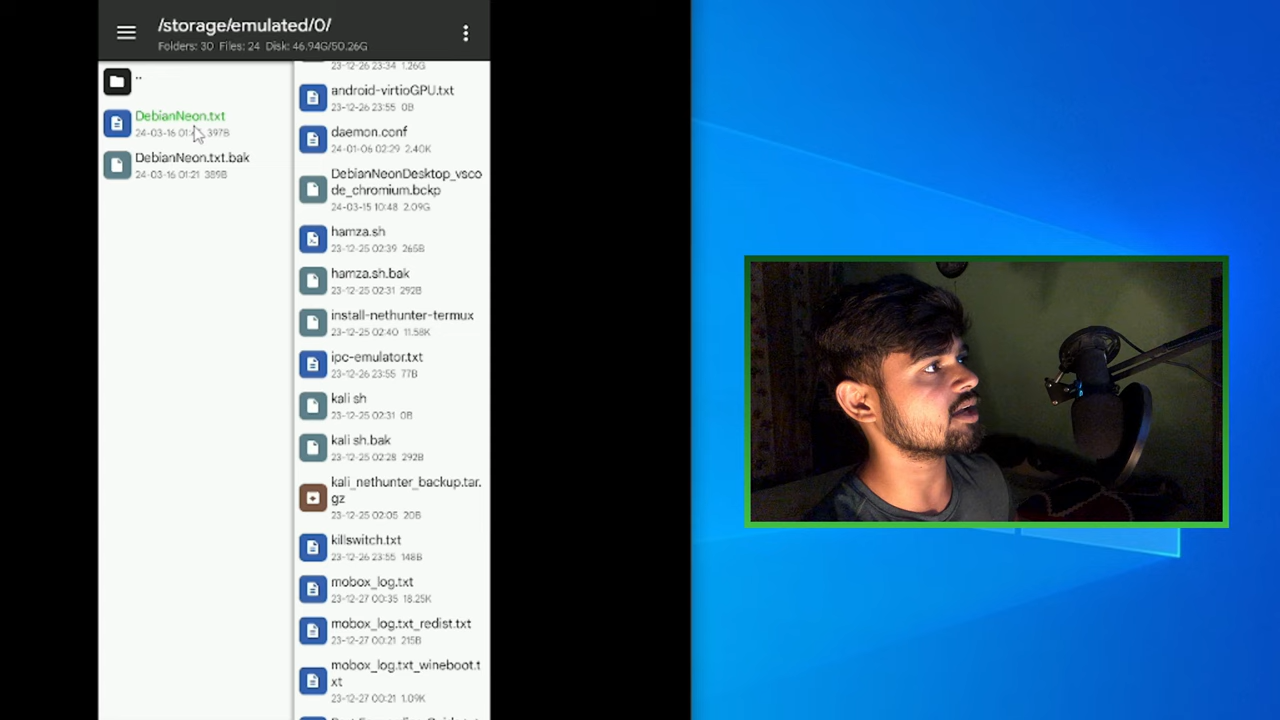 /storage/emulated/0/
Folders: 30 Files: 24 Disk: 46.94G/50.26G
..
DebianNeon.txt
397B
DebianNeon.txt.bak
24-03-16 01:21 389B
23-12-26 23:34 1.26G
android-virtioGPU.txt
23-12-26 23:55 0B
daemon.conf
24-01-06 02:29 2.40K
DebianNeonDesktop_vsco
de_chromium.bckp
24-03-15 10:48 2.09G
hamza.sh
23-12-25 02:39 265B
hamza.sh.bak
23-12-25 02:31 292B
install-nethunter-termux
23-12-25 02:40 11.58K
ipc-emulator.txt
23-12-26 23:55 77B
kali sh
23-12-25 02:31 0B
kali sh.bak
23-12-25 02:28 292B
kali_nethunter_backup.tar.
gz
23-12-25 02:05 20B
killswitch.txt
23-12-26 23:55 148B
mobox_log.txt
23-12-27 00:35 18.25K
mobox_log.txt_redist.txt
23-12-27 00:21 215B
mobox_log.txt_wineboot.t
xt
23-12-27 00:21 1.09K